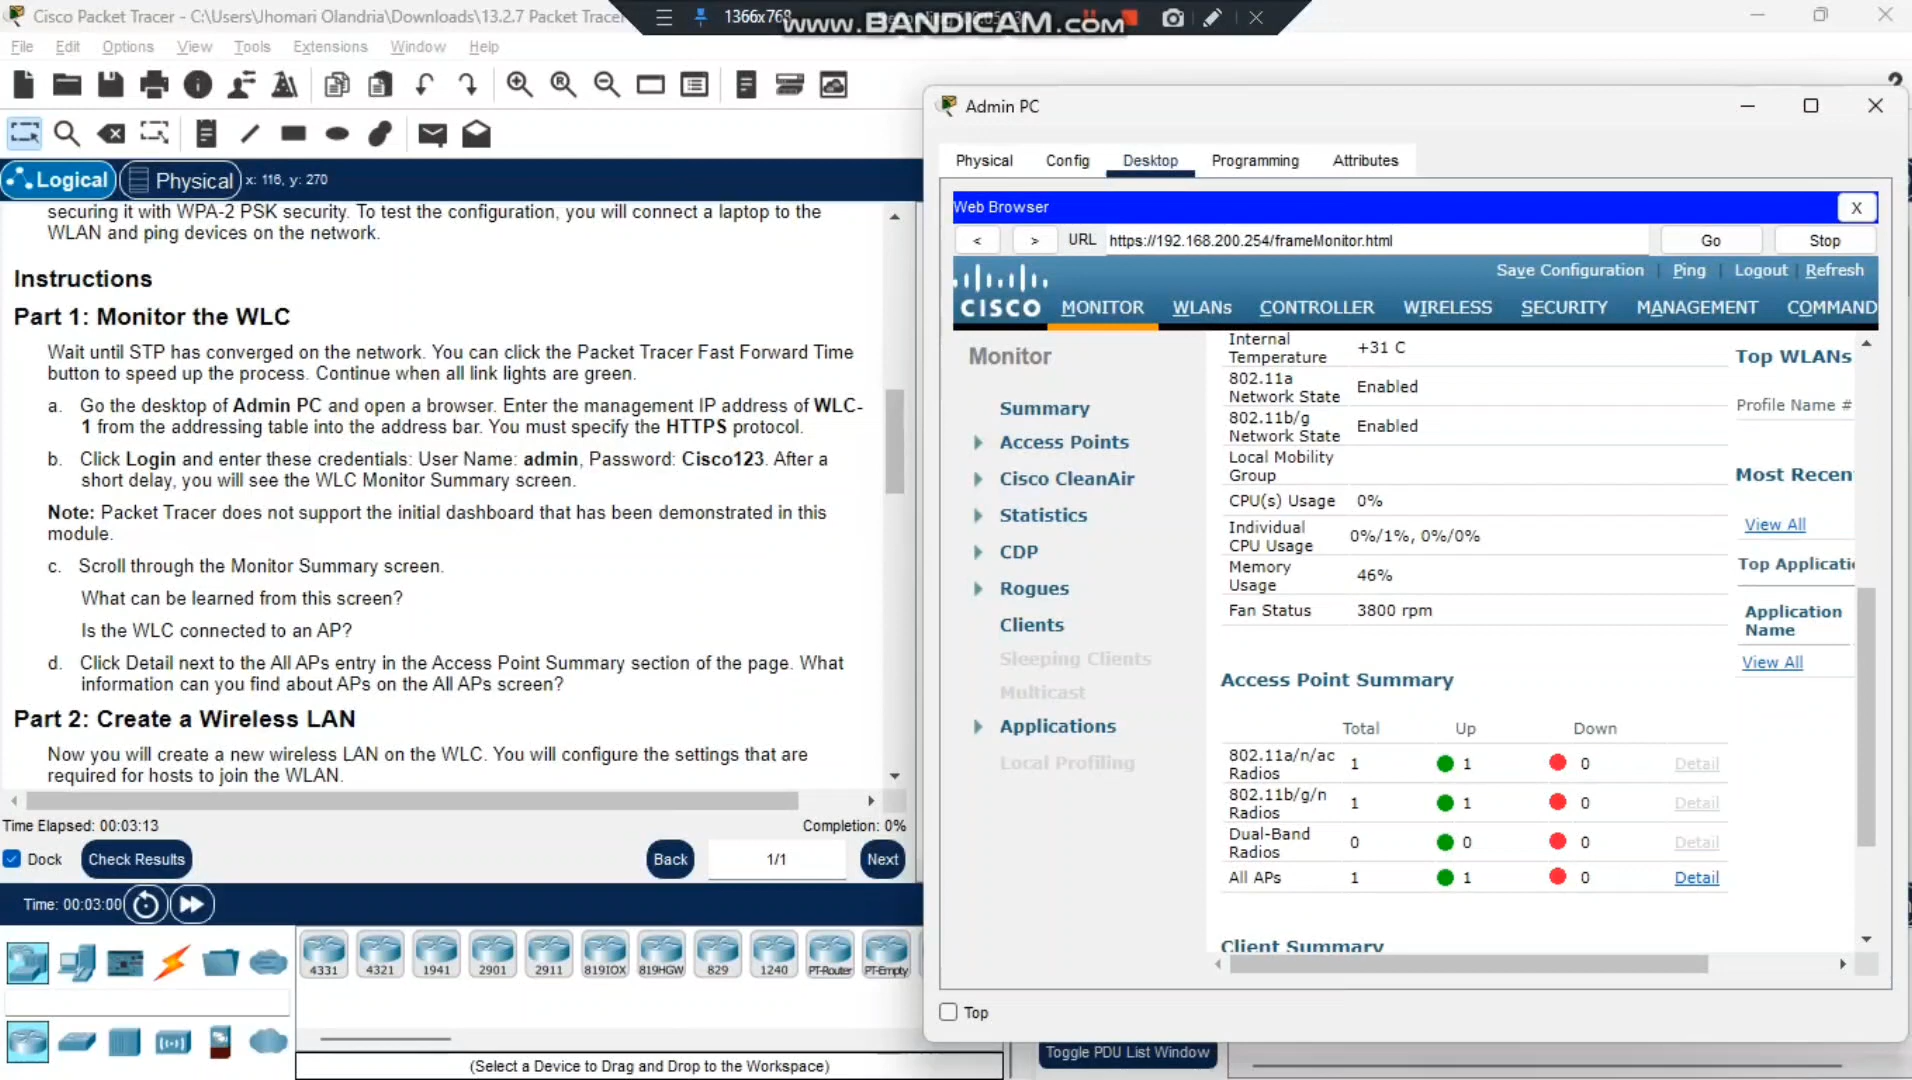 Cisco Packet Tracer - C:\Users\Jhomari Olandria\Downloads\13.2.7 Packet Tracer
1366x768
www.BANDICAM.com
File Edit Options View Tools Extensions Window Help
Logical
Physical
x: 116, y: 270
securing it with WPA-2 PSK security. To test the configuration, you will connect a laptop to the
WLAN and ping devices on the network.
Instructions
Part 1: Monitor the WLC
Wait until STP has converged on the network. You can click the Packet Tracer Fast Forward Time
button to speed up the process. Continue when all link lights are green.
a. Go the desktop of Admin PC and open a browser. Enter the management IP address of WLC-
1 from the addressing table into the address bar. You must specify the HTTPS protocol.
b. Click Login and enter these credentials: User Name: admin, Password: Cisco123. After a
short delay, you will see the WLC Monitor Summary screen.
Note: Packet Tracer does not support the initial dashboard that has been demonstrated in this
module.
c. Scroll through the Monitor Summary screen.
What can be learned from this screen?
Is the WLC connected to an AP?
d. Click Detail next to the All APs entry in the Access Point Summary section of the page. What
information can you find about APs on the All APs screen?
Part 2: Create a Wireless LAN
Now you will create a new wireless LAN on the WLC. You will configure the settings that are
required for hosts to join the WLAN.
Time Elapsed: 00:03:13
Completion: 0%
Dock
Check Results
Back
1/1
Next
Time: 00:03:00
4331
4321
1941
2901
2911
819IOX
819HGW
829
1240
PT-Router
PT-Empty
(Select a Device to Drag and Drop to the Workspace)
Toggle PDU List Window
Admin PC
Physical Config Desktop Programming Attributes
Web Browser
X
<
>
URL
https://192.168.200.254/frameMonitor.html
Go
Stop
Save Configuration
Ping
Logout
Refresh
CISCO
MONITOR WLANs CONTROLLER WIRELESS SECURITY MANAGEMENT COMMAND
Monitor
Summary
Access Points
Cisco CleanAir
Statistics
CDP
Rogues
Clients
Sleeping Clients
Multicast
Applications
Local Profiling
Internal
Temperature
+31 C
802.11a
Network State
Enabled
802.11b/g
Network State
Enabled
Local Mobility
Group
CPU(s) Usage
0%
Individual
CPU Usage
0%/1%, 0%/0%
Memory
Usage
46%
Fan Status
3800 rpm
Access Point Summary
Total Up Down
802.11a/n/ac
Radios
1 1 0 Detail
802.11b/g/n
Radios
1 1 0 Detail
Dual-Band
Radios
0 0 0 Detail
All APs 1 1 0 Detail
Client Summary
Top WLANs
Profile Name #
Most Recen
View All
Top Applicati
Application
Name
View All
Top